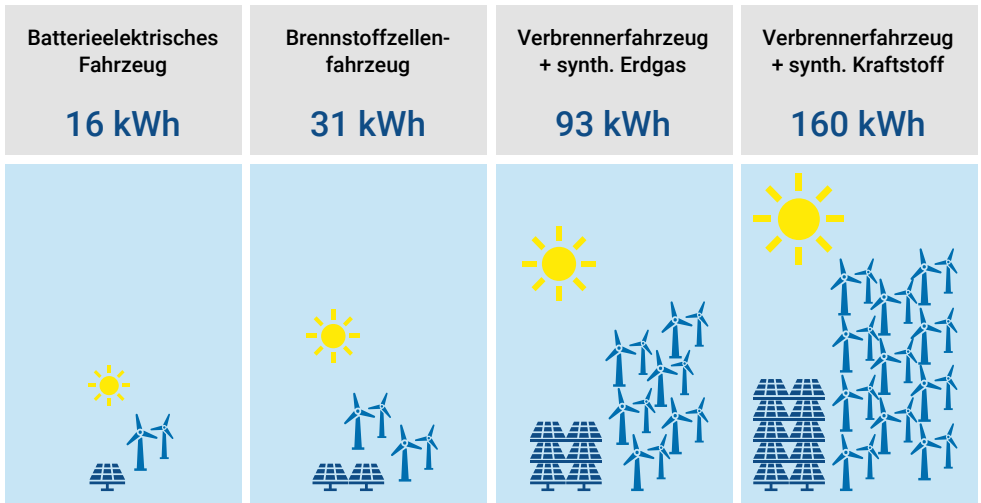 Batterieelektrisches
Fahrzeug
16 kWh
Brennstoffzellen-
fahrzeug
31 kWh
Verbrennerfahrzeug
+ synth. Erdgas
93 kWh
Verbrennerfahrzeug
+ synth. Kraftstoff
160 kWh